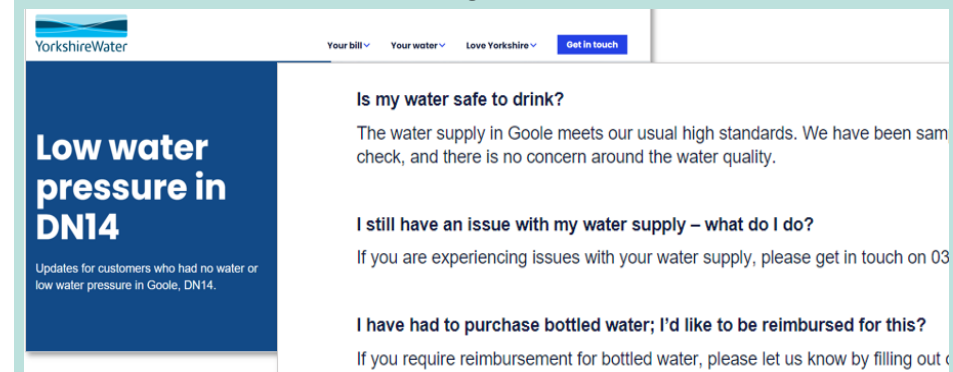 YorkshireWater
Your bill
Your water
Love Yorkshire
Get in touch
Low water
pressure in
DN14
Updates for customers who had no water or
low water pressure in Goole, DN14.
Is my water safe to drink?
The water supply in Goole meets our usual high standards. We have been sam
check, and there is no concern around the water quality.
I still have an issue with my water supply – what do I do?
If you are experiencing issues with your water supply, please get in touch on 03
I have had to purchase bottled water; I'd like to be reimbursed for this?
If you require reimbursement for bottled water, please let us know by filling out